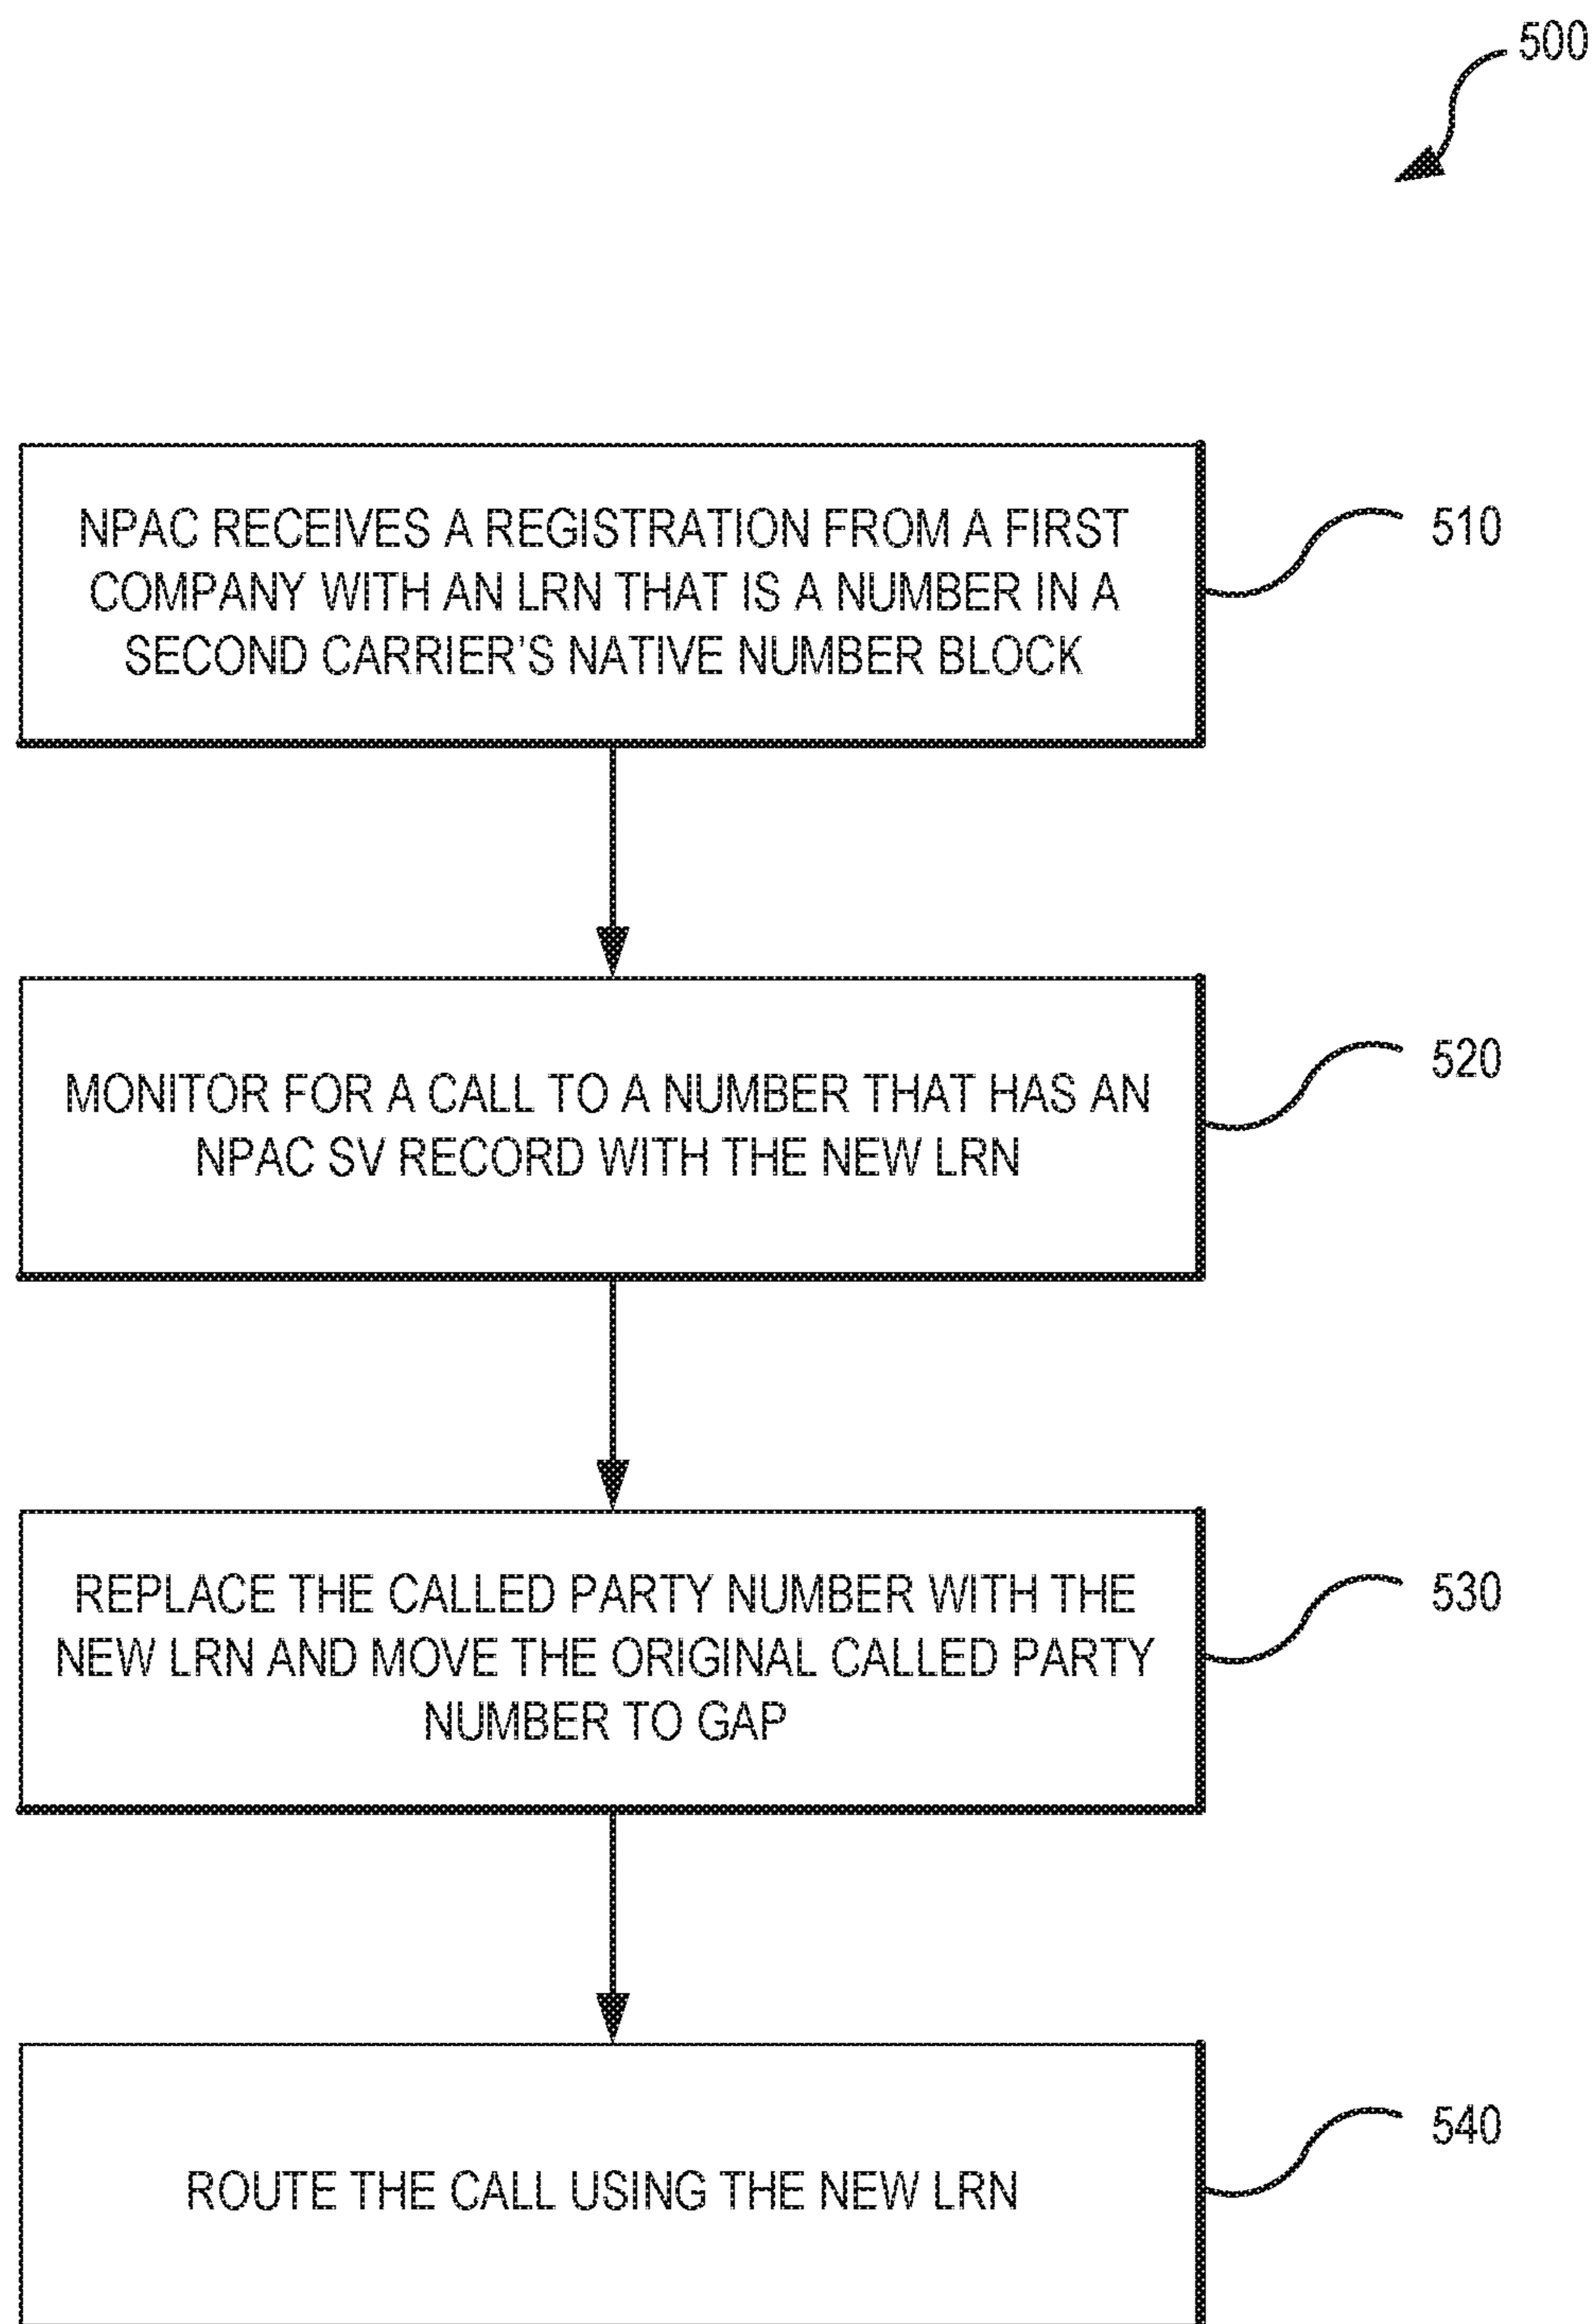 500
NPAC RECEIVES A REGISTRATION FROM A FIRST
COMPANY WITH AN LRN THAT IS A NUMBER IN A
SECOND CARRIER'S NATIVE NUMBER BLOCK
510
MONITOR FOR A CALL TO A NUMBER THAT HAS AN
NPAC SV RECORD WITH THE NEW LRN
520
REPLACE THE CALLED PARTY NUMBER WITH THE
NEW LRN AND MOVE THE ORIGINAL CALLED PARTY
NUMBER TO GAP
530
ROUTE THE CALL USING THE NEW LRN
540